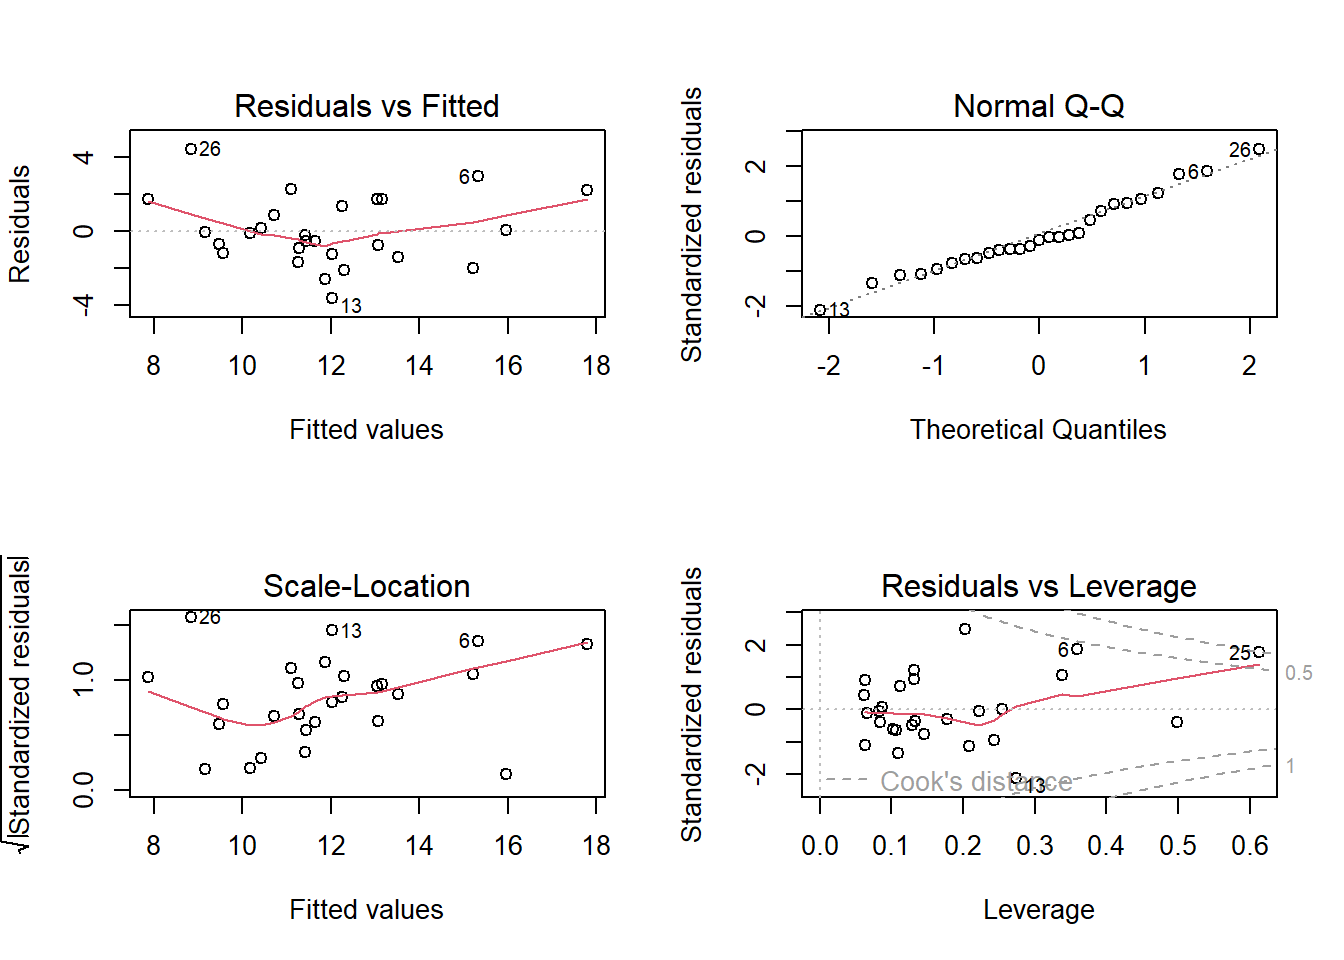 Residuals vs Fitted
Residuals
4
0
-4
26
6
13
8 10 12 14 16 18
Fitted values
Normal Q-Q
Standardized residuals
2
0
-2
26
6
13
-2 -1 0 1 2
Theoretical Quantiles
Scale-Location
√|Standardized residuals|
1.0
0.0
26
13
6
8 10 12 14 16 18
Fitted values
Residuals vs Leverage
Standardized residuals
2
0
-2
6
25
0.5
1
Cook's distance
13
0.0 0.1 0.2 0.3 0.4 0.5 0.6
Leverage